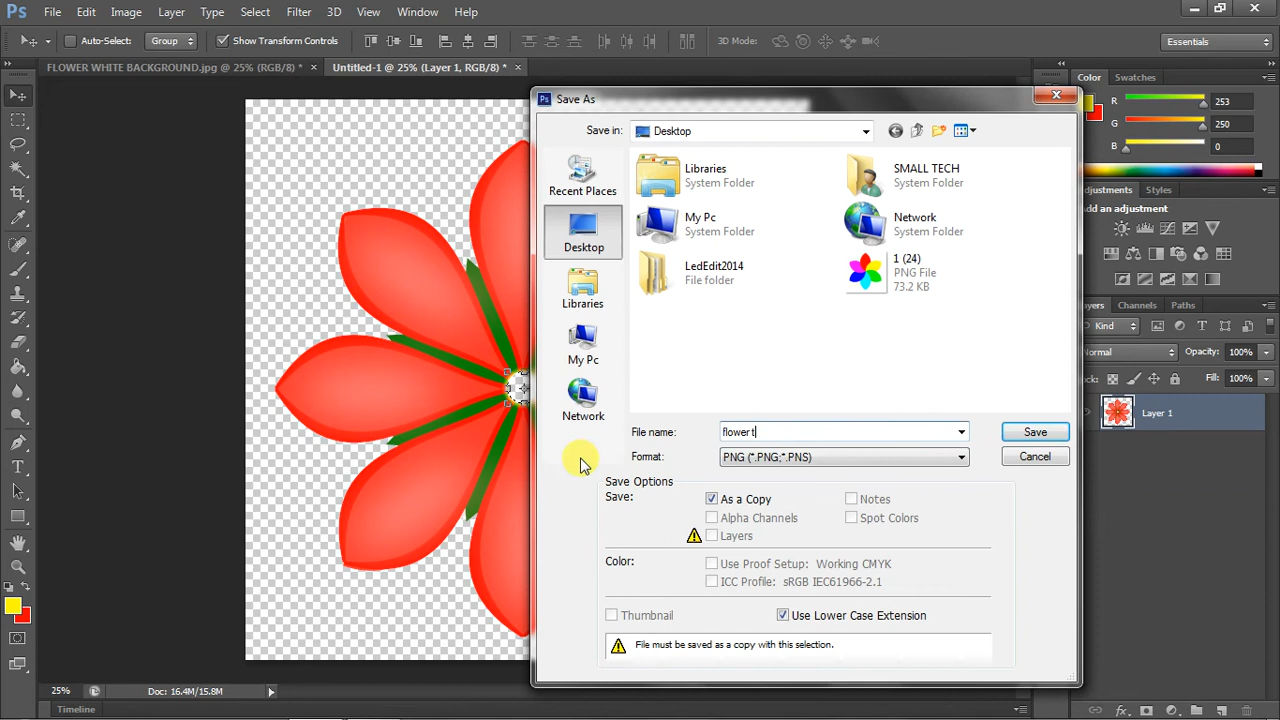 Ps File Edit Image Layer Type Select Filter 3D View Window Help
Auto-Select: Group Show Transform Controls 3D Mode: Essentials
FLOWER WHITE BACKGROUND.jpg @ 25% (RGB/8) * × Untitled-1 @ 25% (Layer 1, RGB/8) * ×
Color Swatches
R 253
G 250
B 0
Adjustments Styles
Add an adjustment
Layers Channels Paths
Kind
Normal Opacity: 100%
Lock: Fill: 100%
Layer 1
Save As
Save in: Desktop
Recent Places
Desktop
Libraries
My Pc
Network
Libraries
System Folder
SMALL TECH
System Folder
My Pc
System Folder
Network
System Folder
LedEdit2014
File folder
1 (24)
PNG File
73.2 KB
File name: flower t Save
Format: PNG (*.PNG;*.PNS) Cancel
Save Options
Save: As a Copy Notes
Alpha Channels Spot Colors
Layers
Color: Use Proof Setup: Working CMYK
ICC Profile: sRGB IEC61966-2.1
Thumbnail Use Lower Case Extension
File must be saved as a copy with this selection.
25% Doc: 16.4M/15.8M
Timeline